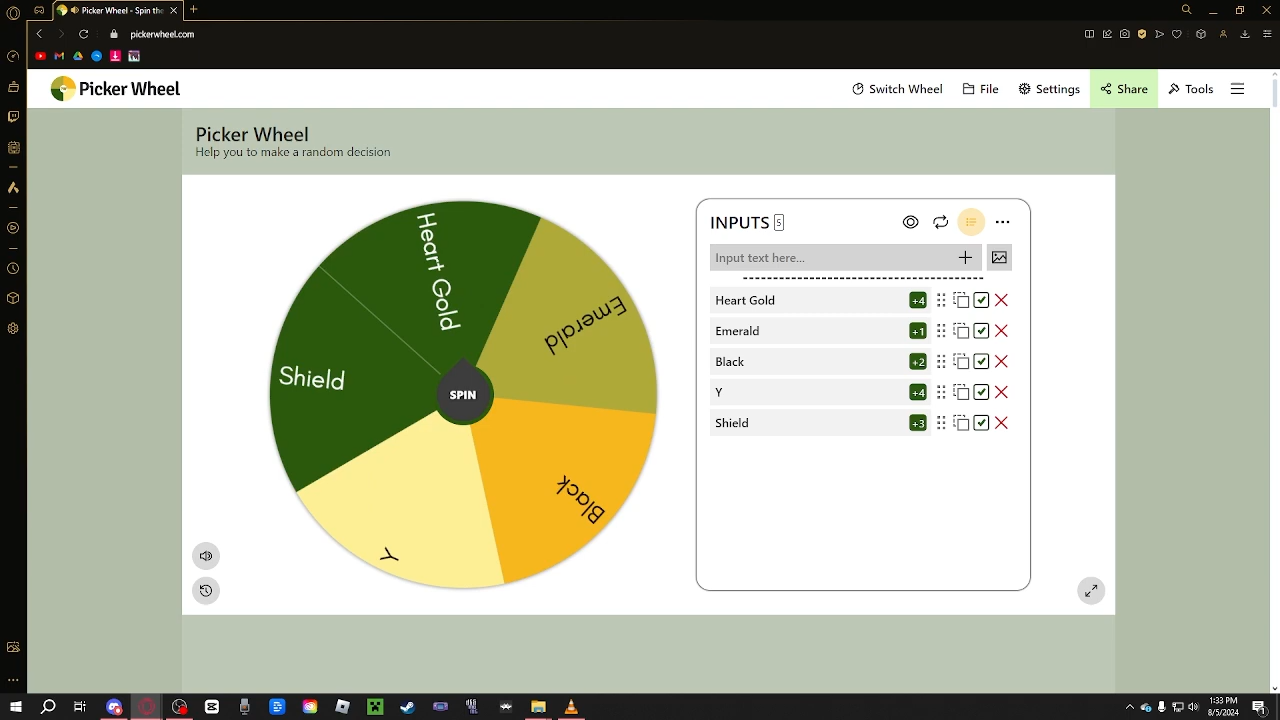 Picker Wheel - Spin the
pickerwheel.com
Picker Wheel
Switch Wheel
File
Settings
Share
Tools
Picker Wheel
Help you to make a random decision
Heart Gold
Emerald
Shield
SPIN
Black
Y
INPUTS 5
Input text here...
Heart Gold +4
Emerald +1
Black +2
Y +4
Shield +3
1:33 PM
8/5/2024